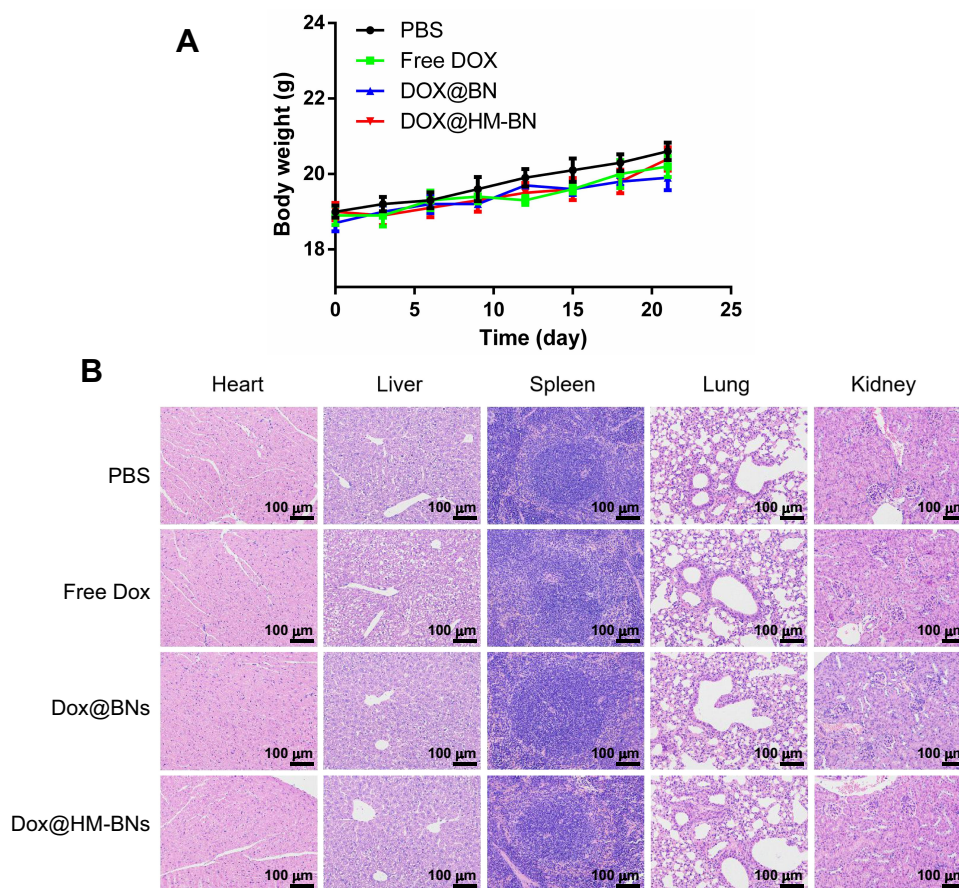 A
24
22
20
18
Body weight (g)
PBS
Free DOX
DOX@BN
DOX@HM-BN
0 5 10 15 20 25
Time (day)
B
Heart Liver Spleen Lung Kidney
PBS
100 μm 100 μm 100 μm 100 μm 100 μm
Free Dox
100 μm 100 μm 100 μm 100 μm 100 μm
Dox@BNs
100 μm 100 μm 100 μm 100 μm 100 μm
Dox@HM-BNs
100 μm 100 μm 100 μm 100 μm 100 μm